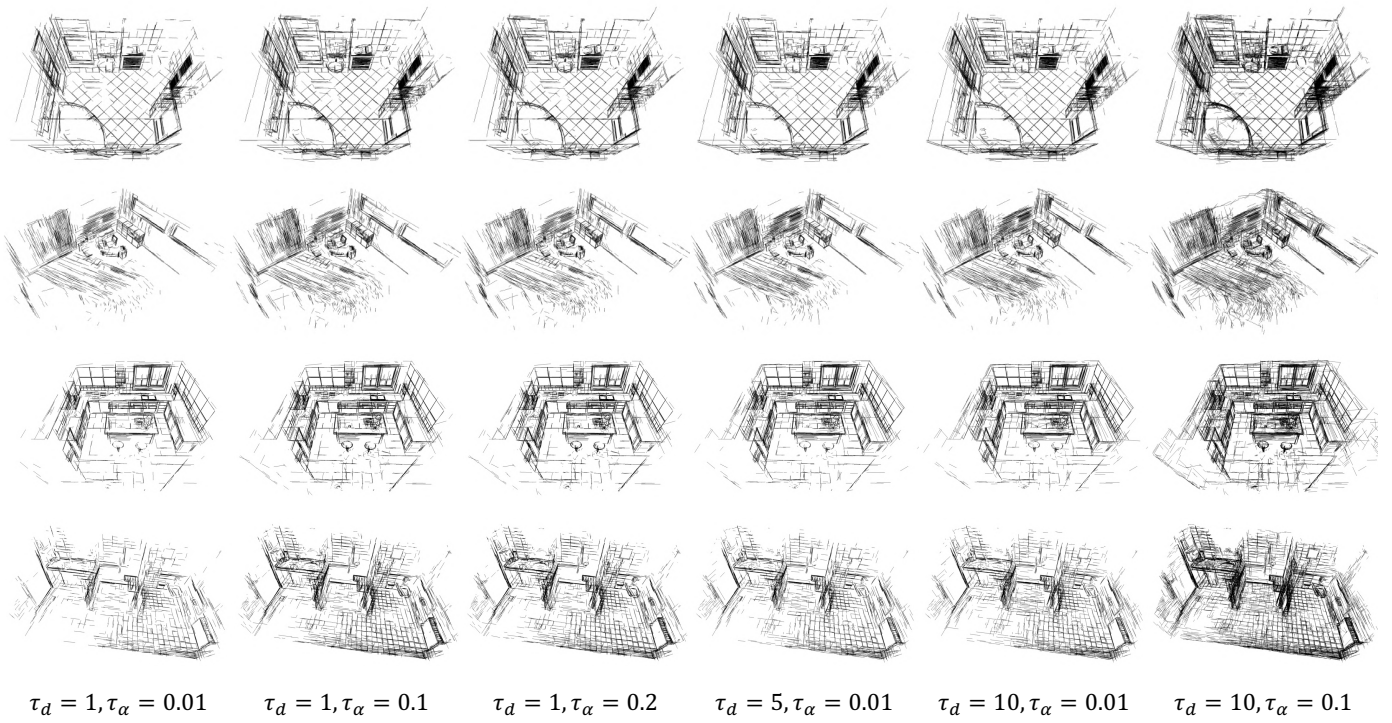 τ_d = 1, τ_α = 0.01 τ_d = 1, τ_α = 0.1 τ_d = 1, τ_α = 0.2 τ_d = 5, τ_α = 0.01 τ_d = 10, τ_α = 0.01 τ_d = 10, τ_α = 0.1